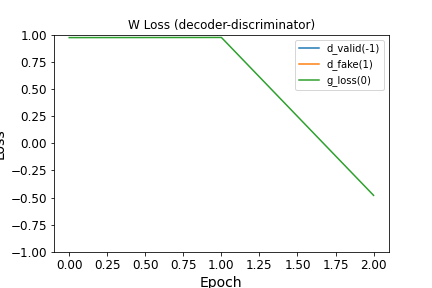 W Loss (decoder-discriminator)
1.00
0.75
0.50
0.25
0.00
−0.25
−0.50
−0.75
−1.00
d_valid(-1)
d_fake(1)
g_loss(0)
0.00 0.25 0.50 0.75 1.00 1.25 1.50 1.75 2.00
Epoch
Loss